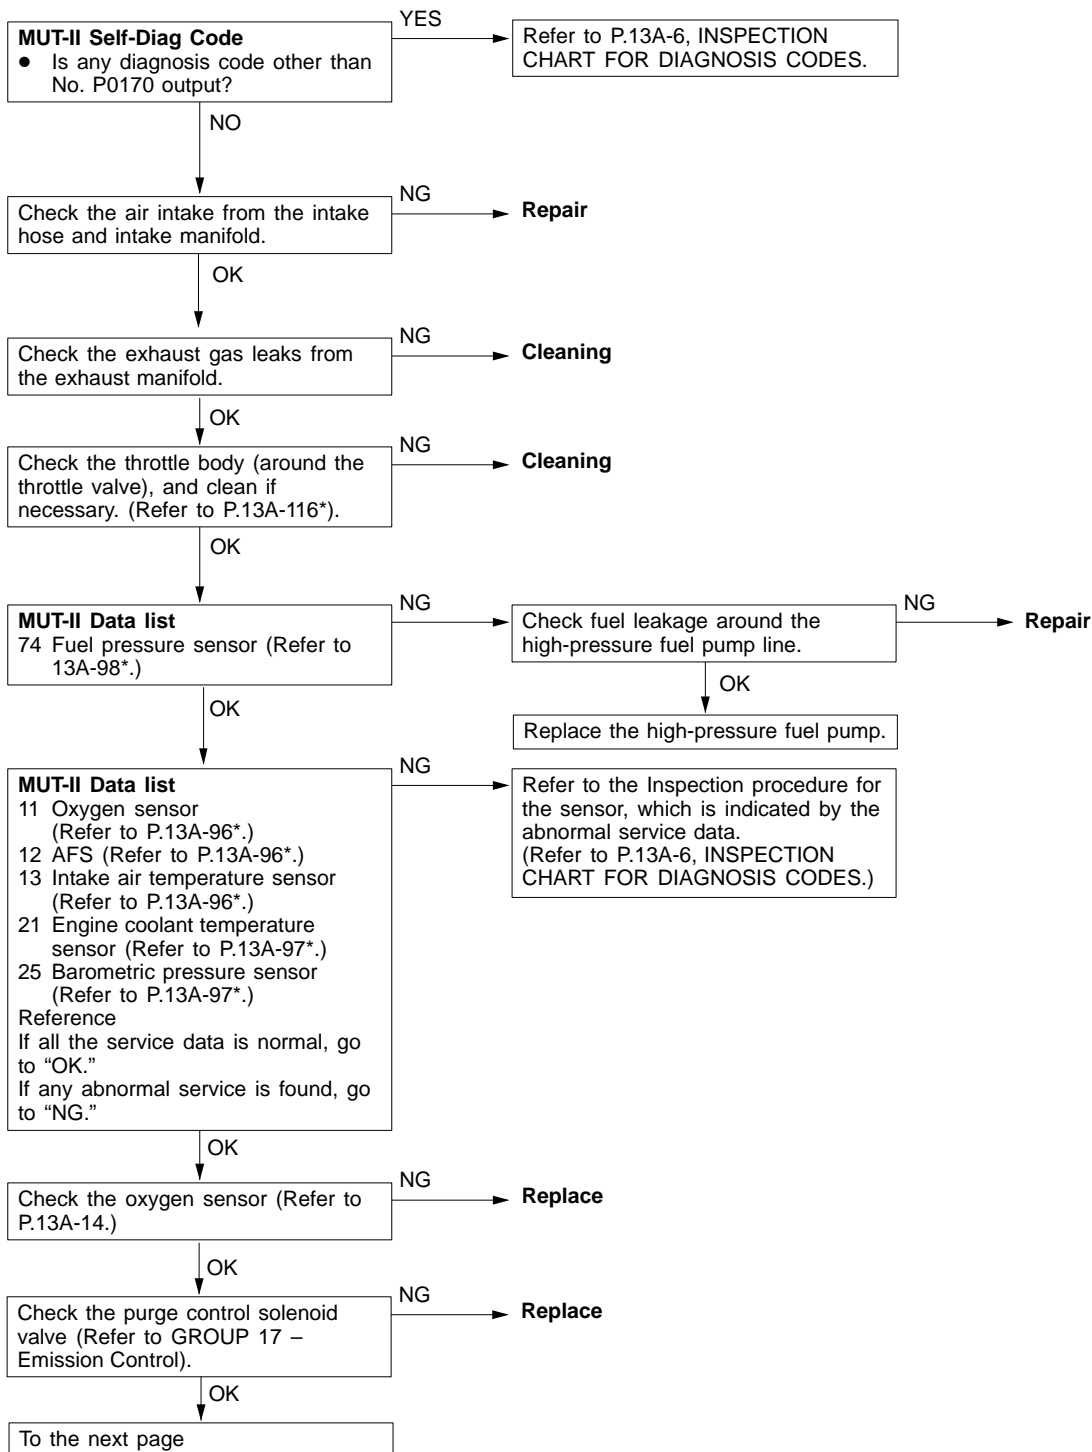 MUT-II Self-Diag Code
● Is any diagnosis code other than
No. P0170 output?
YES
Refer to P.13A-6, INSPECTION
CHART FOR DIAGNOSIS CODES.
NO
Check the air intake from the intake
hose and intake manifold.
NG
Repair
OK
Check the exhaust gas leaks from
the exhaust manifold.
NG
Cleaning
OK
Check the throttle body (around the
throttle valve), and clean if
necessary. (Refer to P.13A-116*).
NG
Cleaning
OK
MUT-II Data list
74 Fuel pressure sensor (Refer to
13A-98*.)
NG
Check fuel leakage around the
high-pressure fuel pump line.
NG
Repair
OK
Replace the high-pressure fuel pump.
OK
MUT-II Data list
11 Oxygen sensor
(Refer to P.13A-96*.)
12 AFS (Refer to P.13A-96*.)
13 Intake air temperature sensor
(Refer to P.13A-96*.)
21 Engine coolant temperature
sensor (Refer to P.13A-97*.)
25 Barometric pressure sensor
(Refer to P.13A-97*.)
Reference
If all the service data is normal, go
to “OK.”
If any abnormal service is found, go
to “NG.”
NG
Refer to the Inspection procedure for
the sensor, which is indicated by the
abnormal service data.
(Refer to P.13A-6, INSPECTION
CHART FOR DIAGNOSIS CODES.)
OK
Check the oxygen sensor (Refer to
P.13A-14.)
NG
Replace
OK
Check the purge control solenoid
valve (Refer to GROUP 17 –
Emission Control).
NG
Replace
OK
To the next page